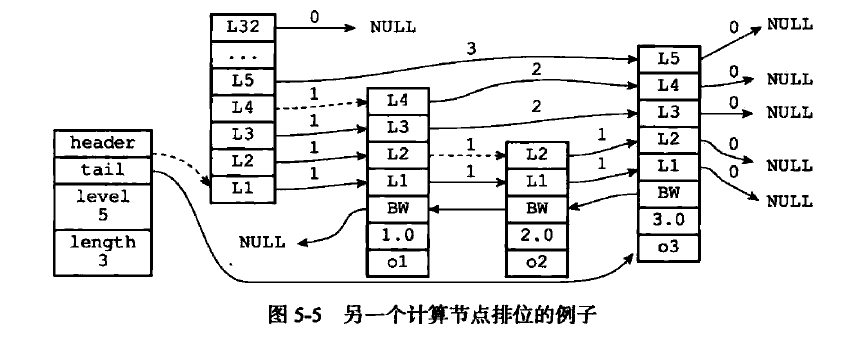 L32
0
NULL
...
L5
3
L5
0
NULL
L4
1
L4
2
L4
0
NULL
L3
1
L3
2
L3
0
NULL
header
L2
1
L2
1
L2
1
L2
0
NULL
tail
L1
1
L1
1
L1
1
L1
0
NULL
level
5
BW
BW
BW
length
3
NULL
1.0
2.0
3.0
o1
o2
o3
图 5-5 另一个计算节点排位的例子